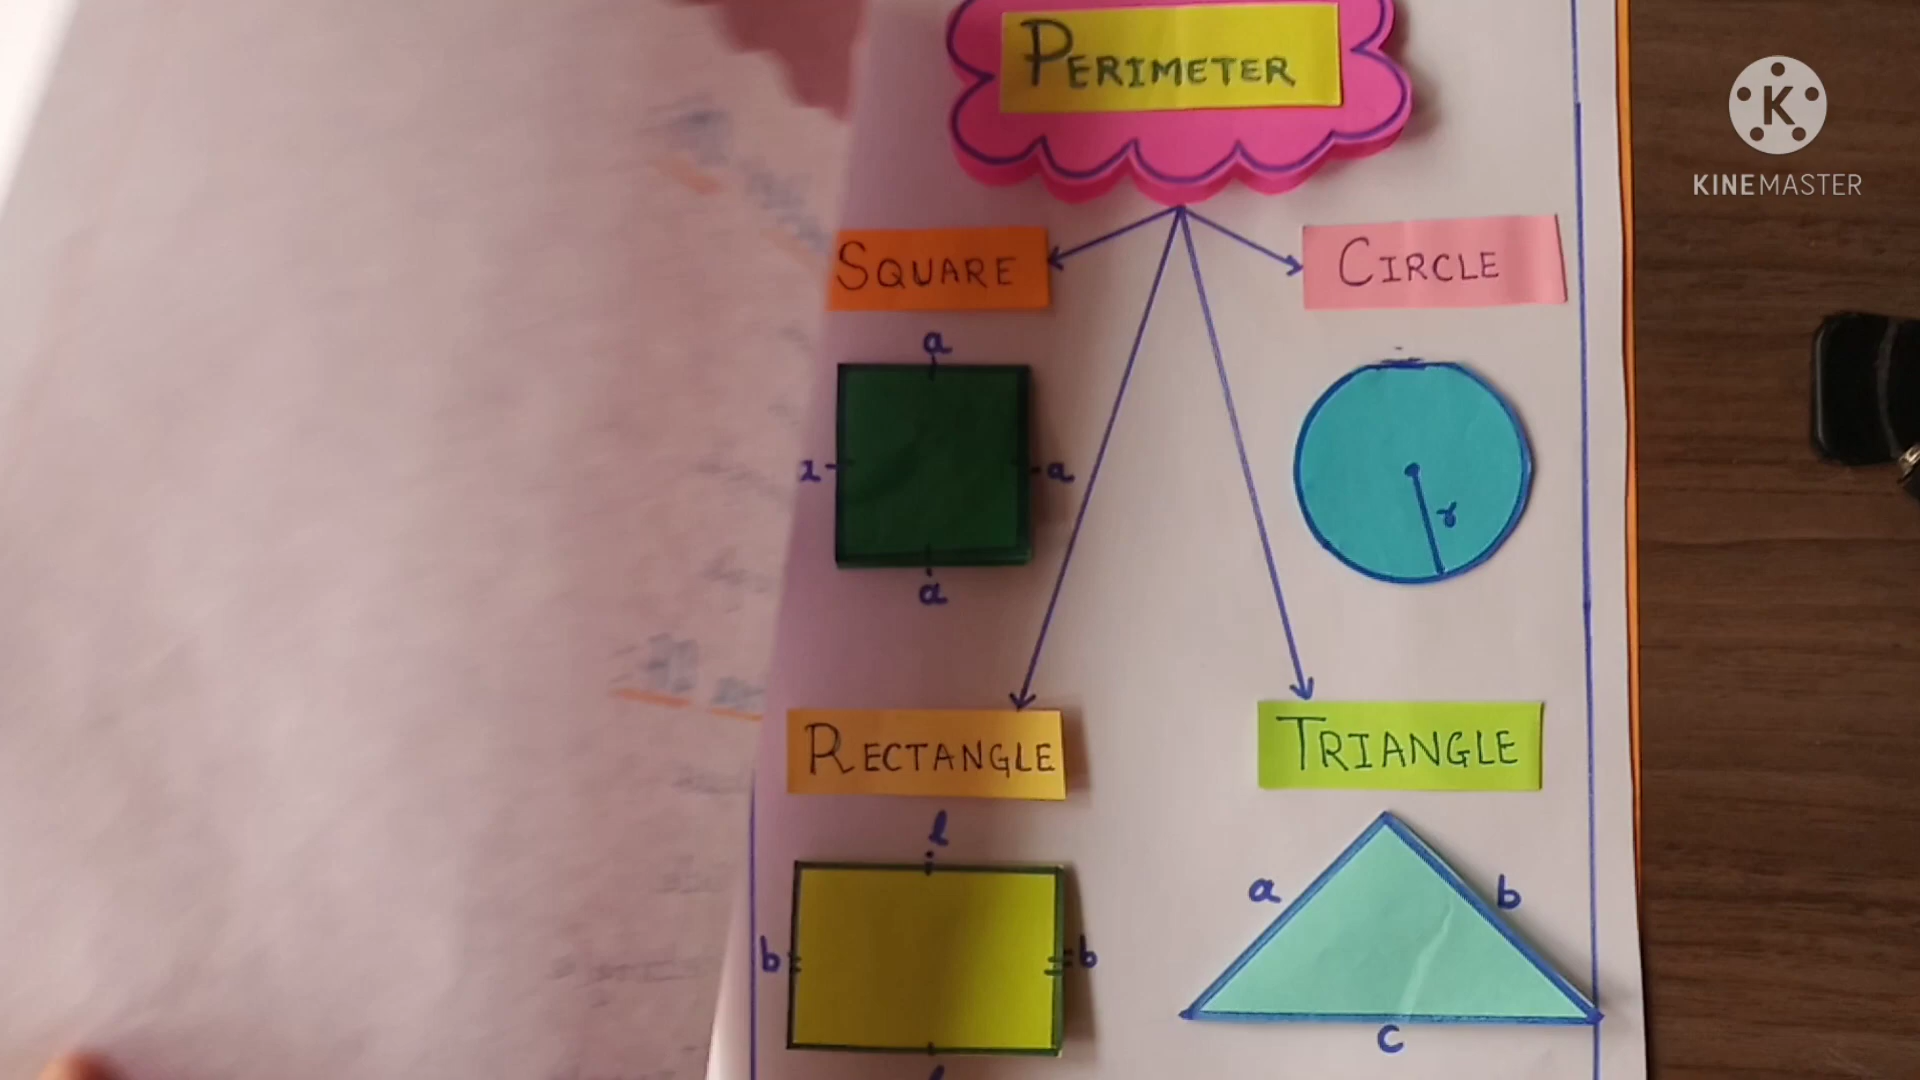 PERIMETER
KINEMASTER
SQUARE
CIRCLE
a
a
a
r
a
RECTANGLE
TRIANGLE
l
a
b
b
b
c